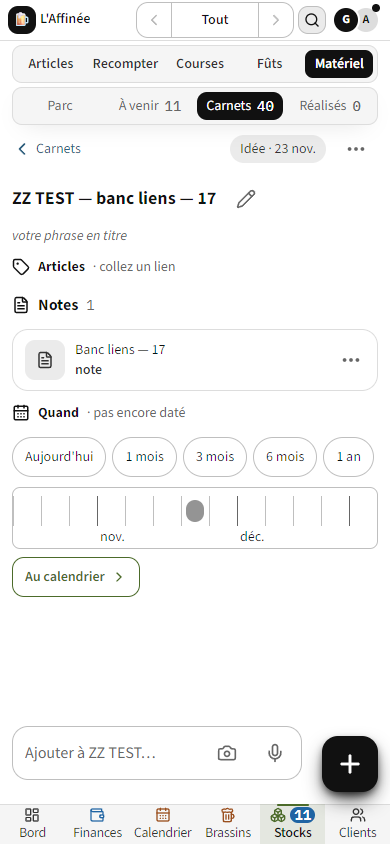 L'Affinée
Tout
G
A
Articles
Recompter
Courses
Fûts
Matériel
Parc
À venir 11
Carnets 40
Réalisés 0
Carnets
Idée · 23 nov.
ZZ TEST — banc liens — 17
votre phrase en titre
Articles · collez un lien
Notes 1
Banc liens — 17
note
Quand · pas encore daté
Aujourd'hui
1 mois
3 mois
6 mois
1 an
nov.
déc.
Au calendrier
Ajouter à ZZ TEST…
11
Bord
Finances
Calendrier
Brassins
Stocks
Clients